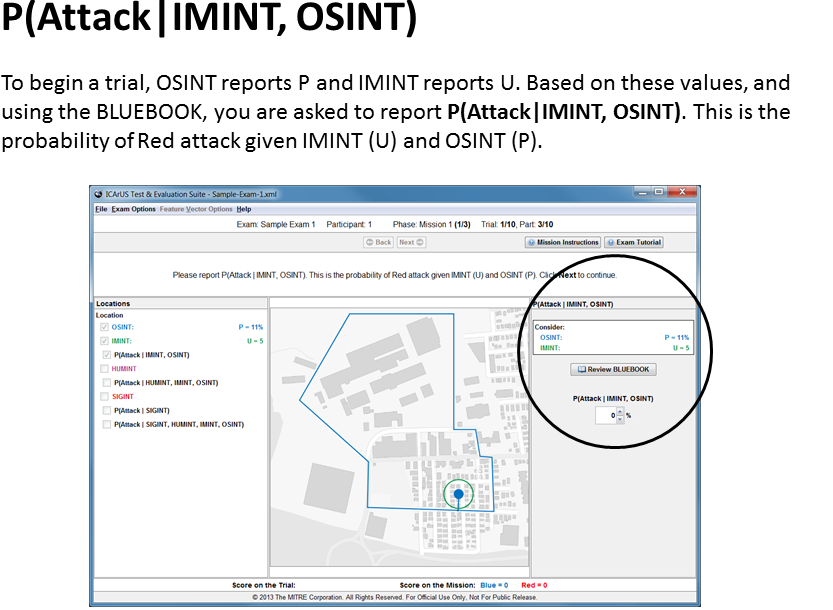 P(Attack|IMINT, OSINT)
To begin a trial, OSINT reports P and IMINT reports U. Based on these values, and
using the BLUEBOOK, you are asked to report P(Attack|IMINT, OSINT). This is the
probability of Red attack given IMINT (U) and OSINT (P).
ICArUS Test & Evaluation Suite - Sample-Exam-1.xml
File Exam Options Feature Vector Options Help
Exam: Sample Exam 1 Participant: 1 Phase: Mission 1 (1/3) Trial: 1/10, Part: 3/10
Back Next Mission Instructions Exam Tutorial
Please report P(Attack | IMINT, OSINT). This is the probability of Red attack given IMINT (U) and OSINT (P). Click Next to continue.
Locations
Location
OSINT: P = 11%
IMINT: U = 5
P(Attack | IMINT, OSINT)
HUMINT
P(Attack | HUMINT, IMINT, OSINT)
SIGINT
P(Attack | SIGINT)
P(Attack | SIGINT, HUMINT, IMINT, OSINT)
P(Attack | IMINT, OSINT)
Consider:
OSINT: P = 11%
IMINT: U = 5
Review BLUEBOOK
P(Attack | IMINT, OSINT)
0 %
Score on the Trial: Score on the Mission: Blue = 0 Red = 0
© 2013 The MITRE Corporation. All Rights Reserved. For Official Use Only, Not For Public Release.